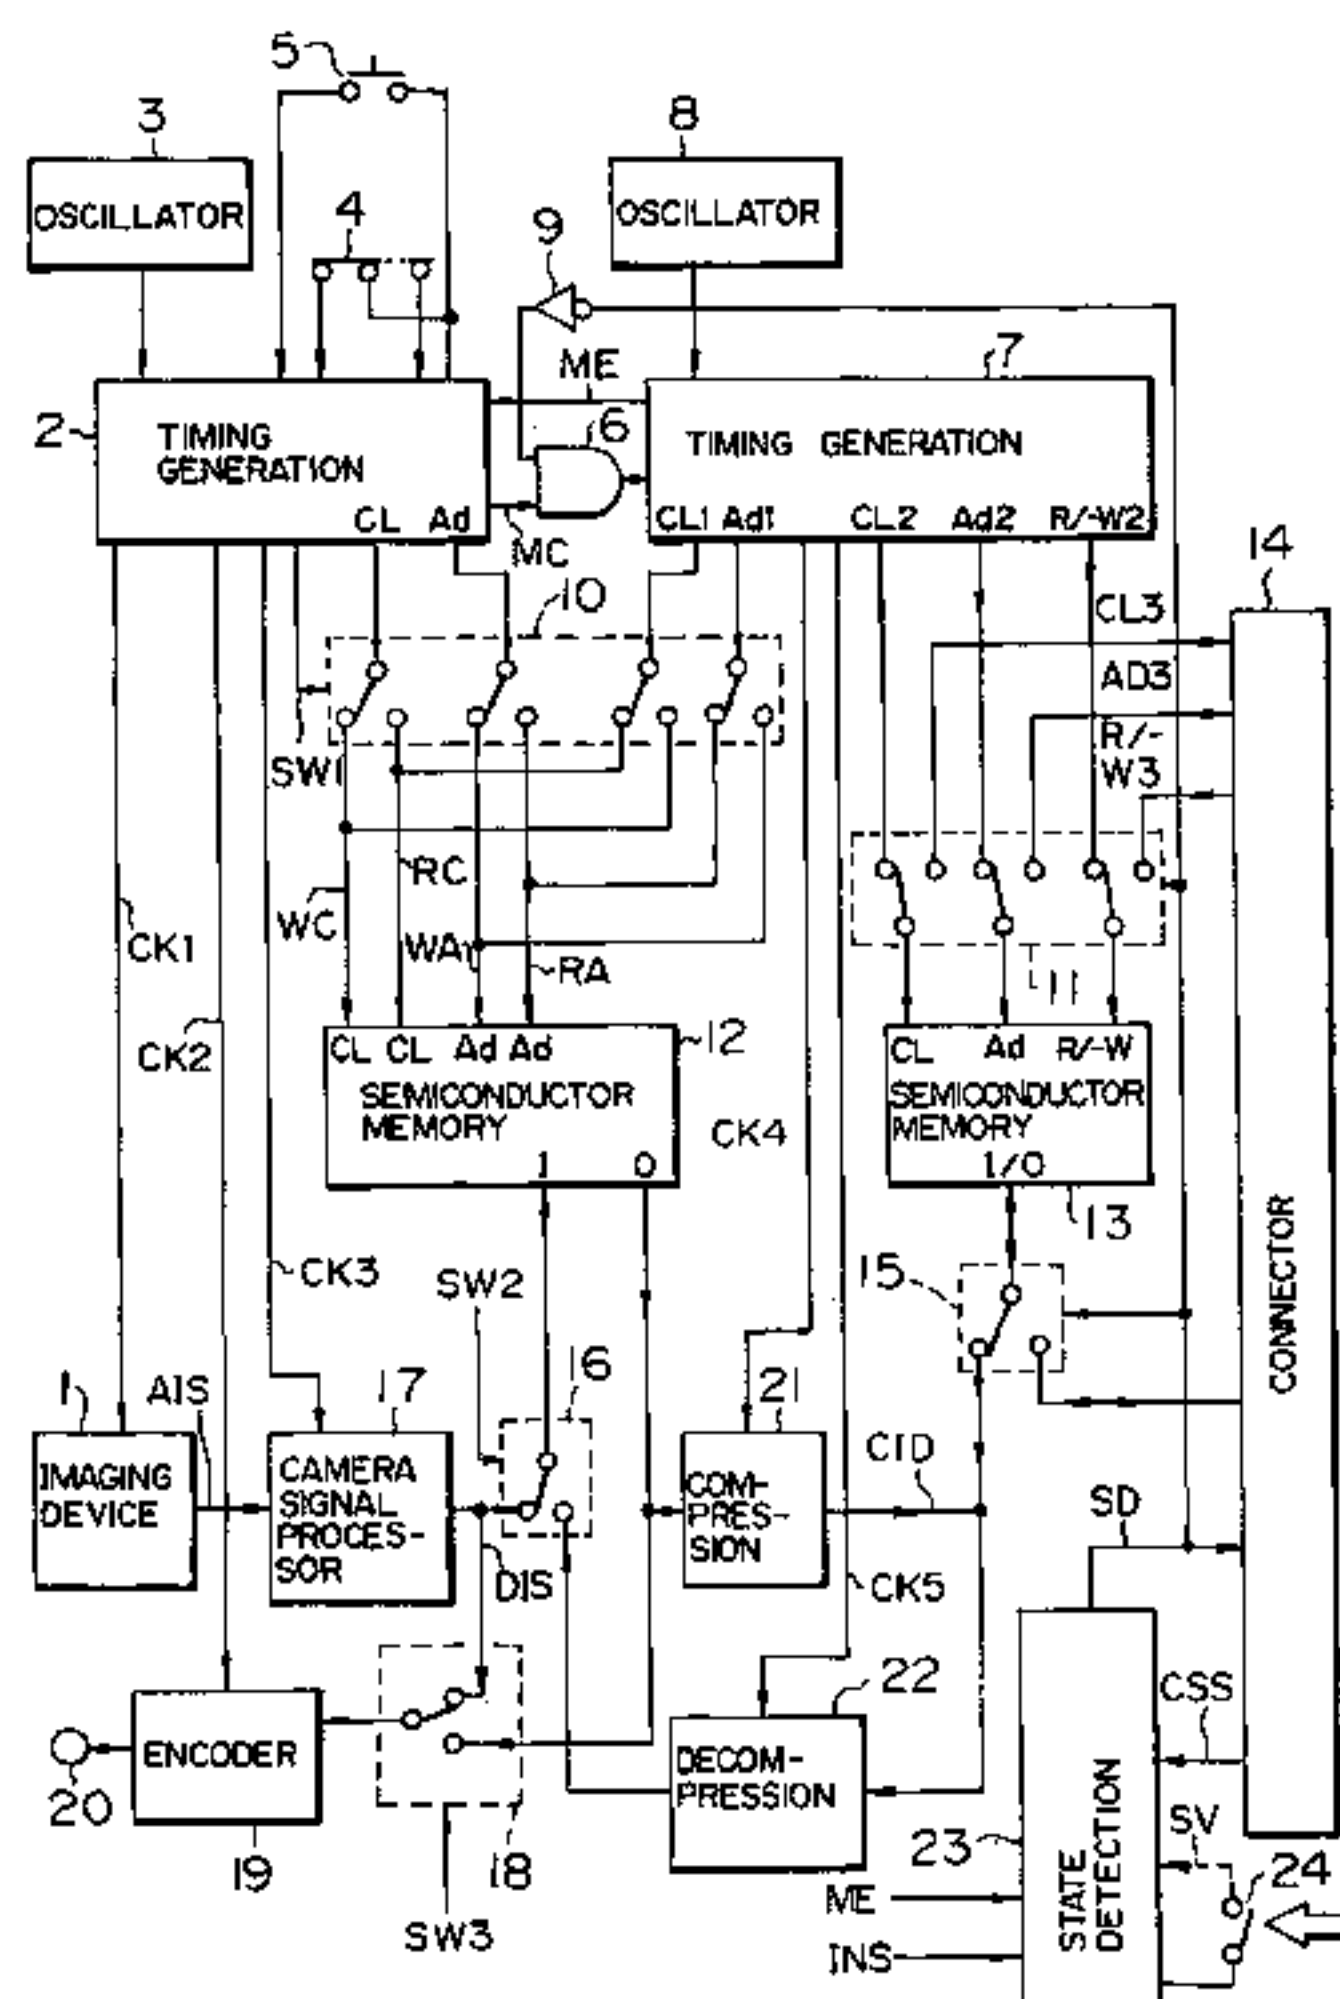 5
3
8
OSCILLATOR
4
9
OSCILLATOR
ME
7
2
TIMING
GENERATION
6
TIMING GENERATION
CL Ad
CL1 Ad1 CL2 Ad2 R/-W2
MC
14
10
CL3
AD3
R/-
W3
SW1
RC
WC
CK1
WA
RA
11
CK2
CL CL Ad Ad
12
CL Ad R/-W
SEMICONDUCTOR
MEMORY
SEMICONDUCTOR
MEMORY
CK4
I O
I/O
13
CONNECTOR
CK3
SW2
15
1
AIS
17
16
21
IMAGING
DEVICE
CAMERA
SIGNAL
PROCES-
SOR
COM-
PRES-
SION
CID
SD
DIS
CK5
22
CSS
ENCODER
DECOM-
PRESSION
20
19
18
23
STATE
DETECTION
SV
24
ME
SW3
INS